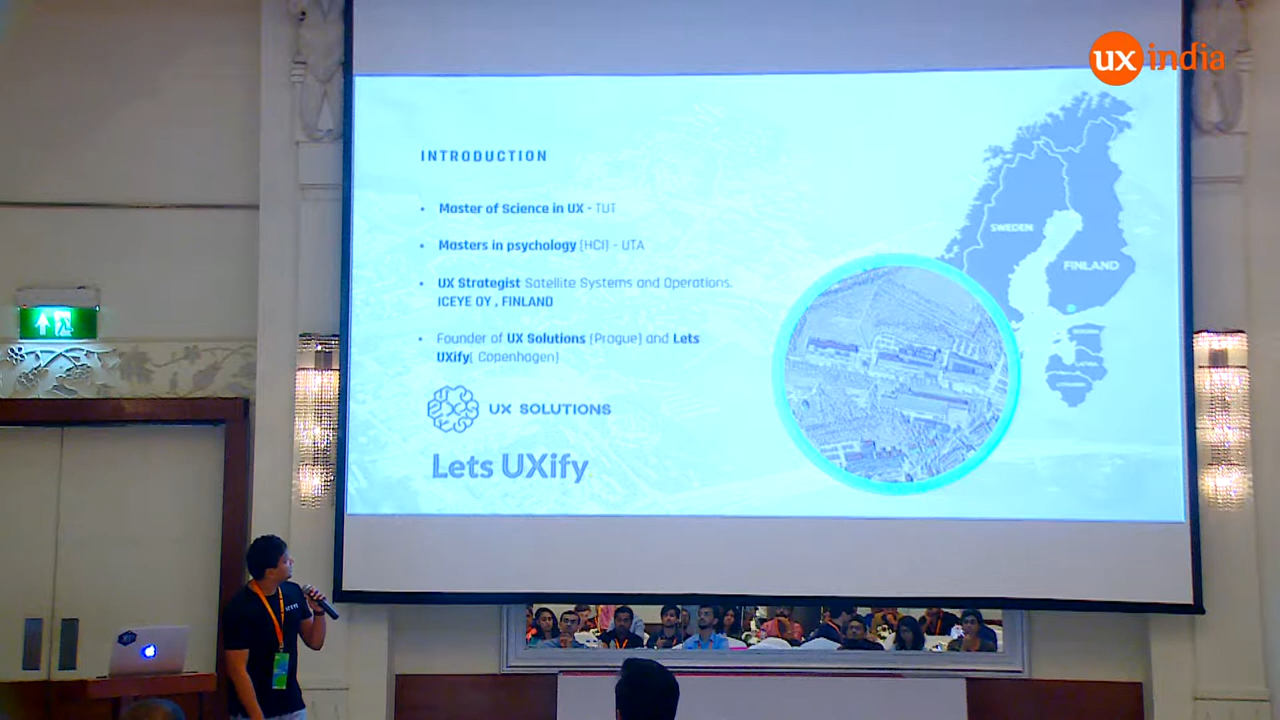 ux india
INTRODUCTION
• Master of Science in UX - TUT
• Masters in psychology (HCI) - UTA
• UX Strategist Satellite Systems and Operations.
ICEYE OY , FINLAND
• Founder of UX Solutions (Prague) and Lets
UXify( Copenhagen)
UX SOLUTIONS
Lets UXify
SWEDEN
FINLAND